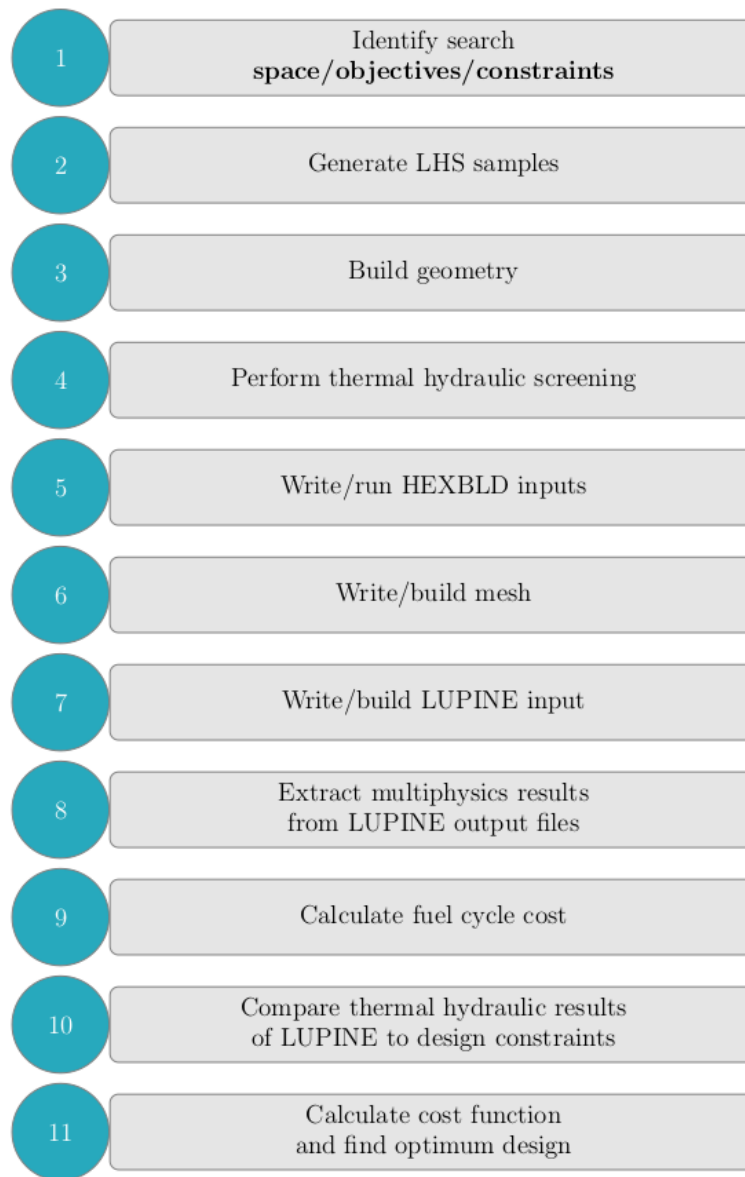 1
Identify search
space/objectives/constraints
2
Generate LHS samples
3
Build geometry
4
Perform thermal hydraulic screening
5
Write/run HEXBLD inputs
6
Write/build mesh
7
Write/build LUPINE input
8
Extract multiphysics results
from LUPINE output files
9
Calculate fuel cycle cost
10
Compare thermal hydraulic results
of LUPINE to design constraints
11
Calculate cost function
and find optimum design